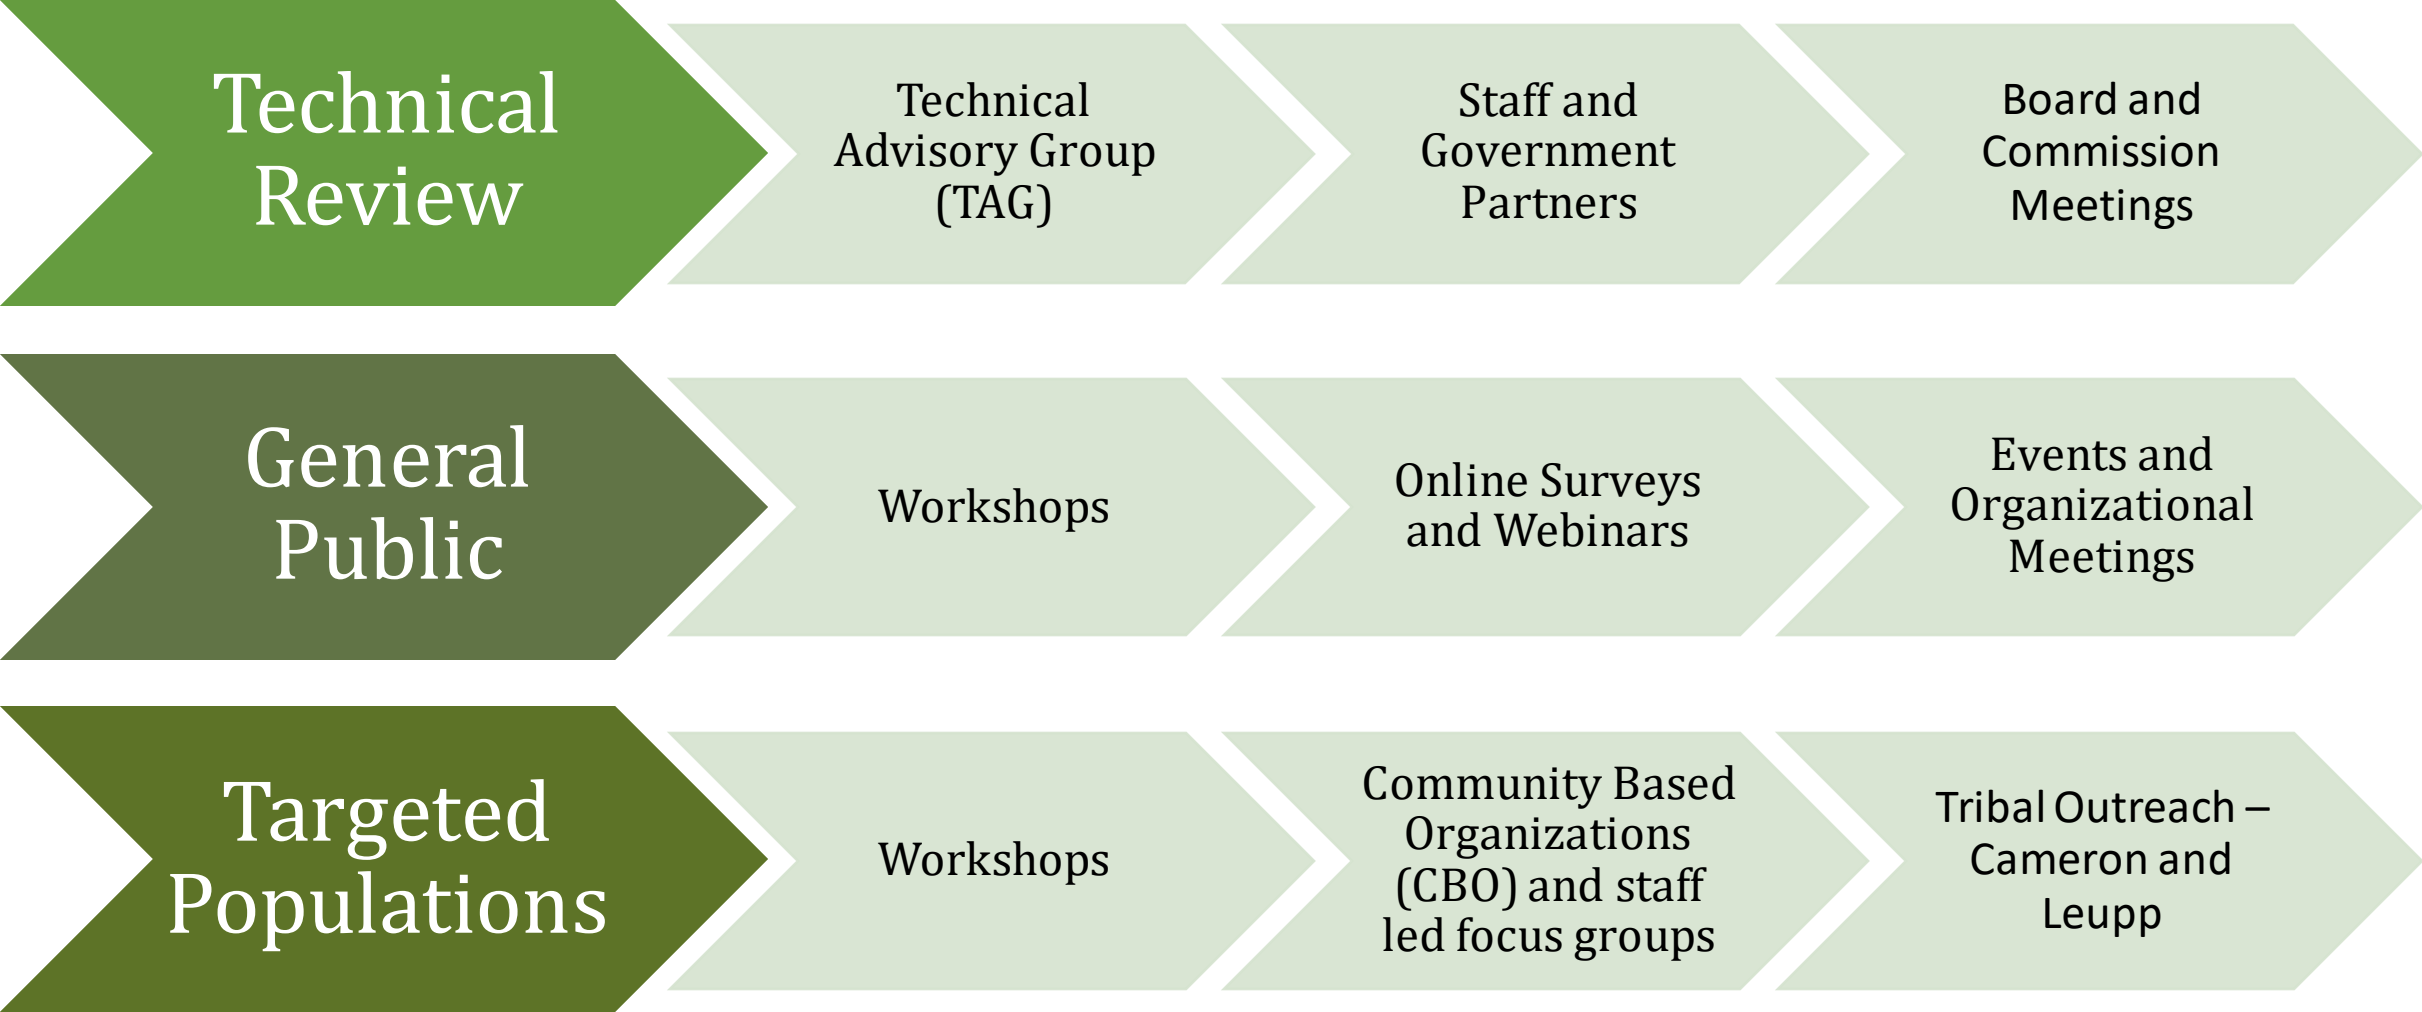 Technical
Review
Technical
Advisory Group
(TAG)
Staff and
Government
Partners
Board and
Commission
Meetings
General
Public
Workshops
Online Surveys
and Webinars
Events and
Organizational
Meetings
Targeted
Populations
Workshops
Community Based
Organizations
(CBO) and staff
led focus groups
Tribal Outreach –
Cameron and
Leupp